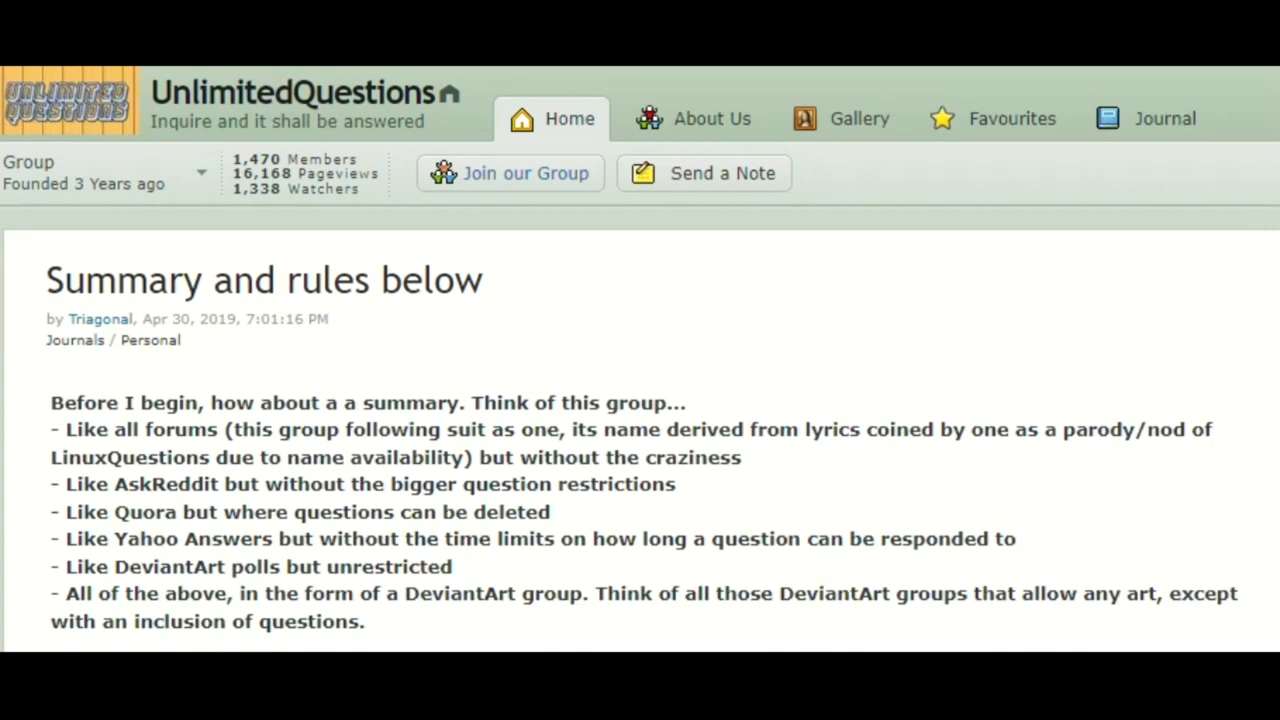 UNLIMITED
QUESTIONS
UnlimitedQuestions
Inquire and it shall be answered
Home
About Us
Gallery
Favourites
Journal
Group
Founded 3 Years ago
1,470 Members
16,168 Pageviews
1,338 Watchers
Join our Group
Send a Note
Summary and rules below
by Triagonal, Apr 30, 2019, 7:01:16 PM
Journals / Personal
Before I begin, how about a a summary. Think of this group...
- Like all forums (this group following suit as one, its name derived from lyrics coined by one as a parody/nod of
LinuxQuestions due to name availability) but without the craziness
- Like AskReddit but without the bigger question restrictions
- Like Quora but where questions can be deleted
- Like Yahoo Answers but without the time limits on how long a question can be responded to
- Like DeviantArt polls but unrestricted
- All of the above, in the form of a DeviantArt group. Think of all those DeviantArt groups that allow any art, except
with an inclusion of questions.